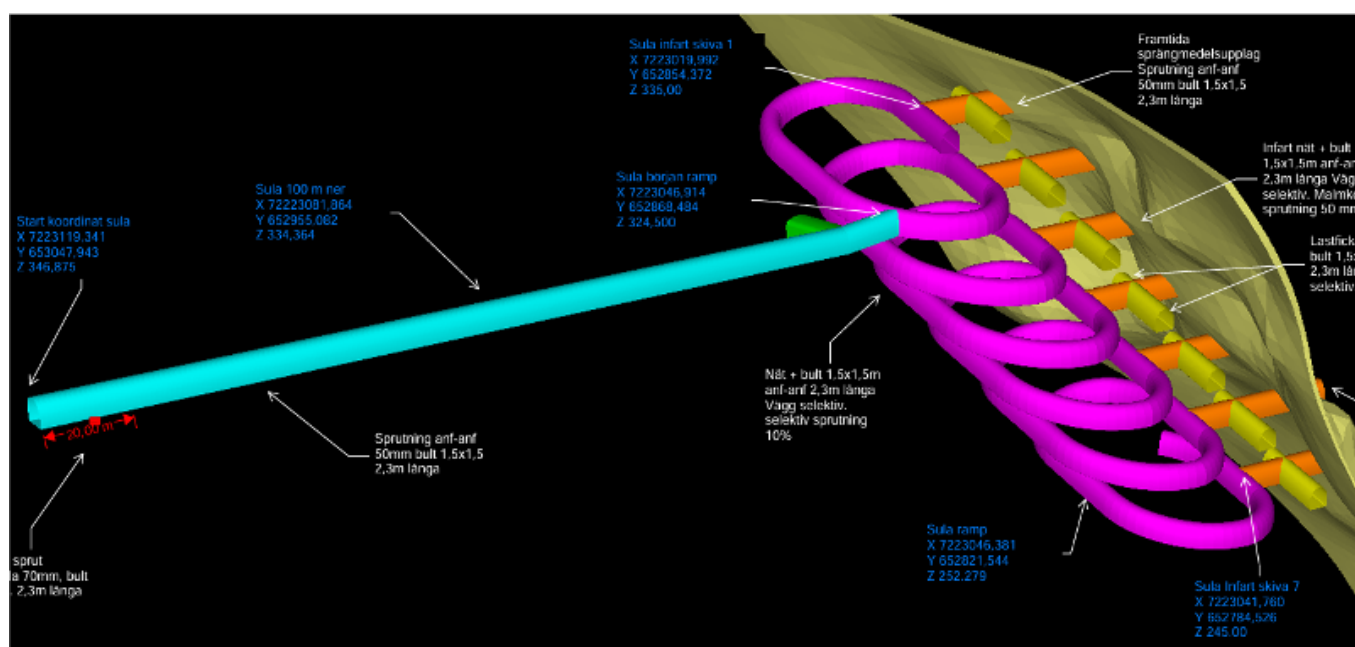 Sula infart skiva 1
X 7223019,992
Y 652854,372
Z 335,00
Framtida
sprängmedelsupplag
Sprutning anf-anf
50mm bult 1,5x1,5
2,3m långa
Infart nät + bult
1,5x1,5m anf-an
2,3m långa Väg
selektiv. Malmk
sprutning 50 mm
Sula början ramp
X 7223046,914
Y 652868,484
Z 324,500
Sula 100 m ner
X 72223081,864
Y 652955,082
Z 334,364
Start koordinat sula
X 7223119,341
Y 653047,943
Z 346,875
Lastfick
bult 1,5x
2,3m lån
selektiv
Nät + bult 1,5x1,5m
anf-anf 2,3m långa
Vägg selektiv.
selektiv sprutning
10%
20,00 m
Sprutning anf-anf
50mm bult 1,5x1,5
2,3m långa
sprut
la 70mm, bult
2,3m långa
Sula ramp
X 7223046,381
Y 652821,544
Z 252.279
Sula Infart skiva 7
X 7223041,760
Y 652784,526
Z 245.00